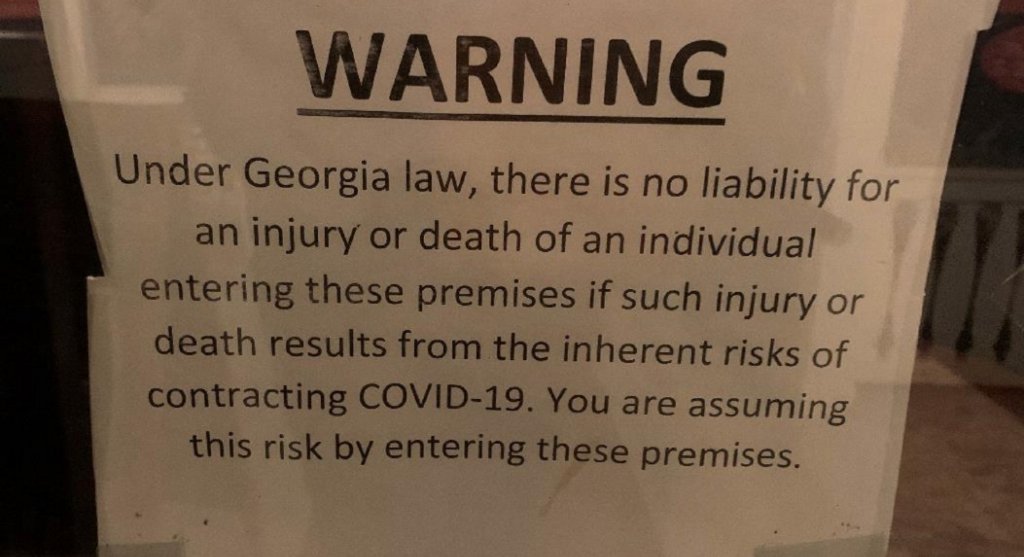 WARNING
Under Georgia law, there is no liability for
an injury or death of an individual
entering these premises if such injury or
death results from the inherent risks of
contracting COVID-19. You are assuming
this risk by entering these premises.